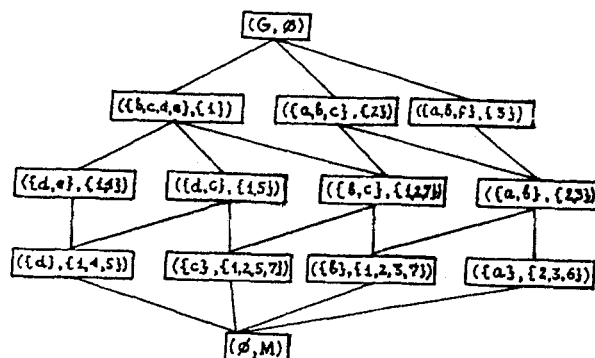 (G, ∅)
({b,c,d,e},{1}) ({a,b,c},{2}) ({a,b,f},{3})
({d,e},{1,4}) ({d,c},{1,5}) ({b,c},{1,2,7}) ({a,b},{2,3})
({d},{1,4,5}) ({c},{1,2,5,7}) ({b},{1,2,3,7}) ({a},{2,3,6})
(∅,M)